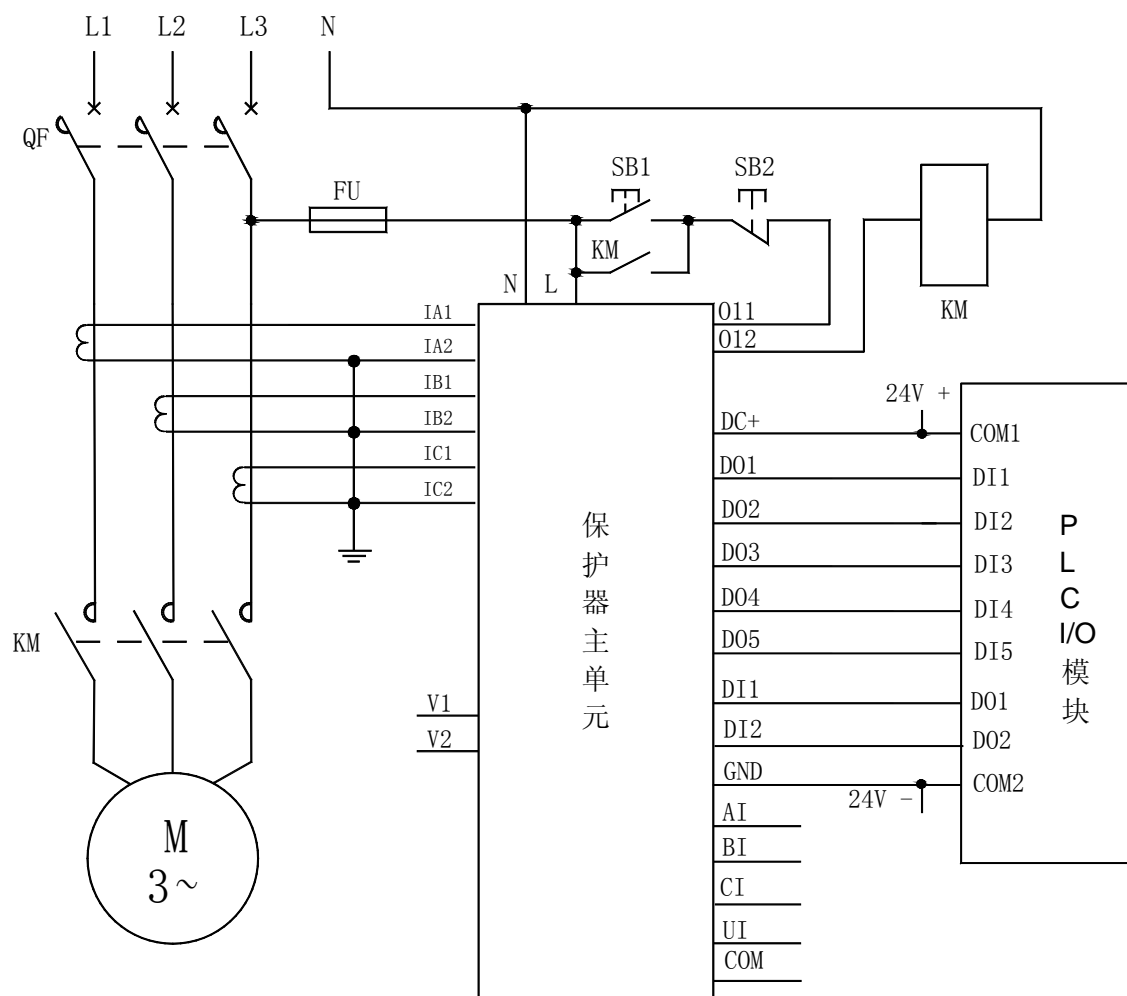 L1 L2 L3 N
QF
FU
SB1 SB2
KM
N L
KM
IA1
IA2
IB1
IB2
IC1
IC2
O11
O12
24V +
DC+ COM1
DO1 DI1
DO2 DI2
DO3 DI3
DO4 DI4
DO5 DI5
DI1 DO1
DI2 DO2
GND COM2
24V -
AI
BI
CI
UI
COM
保护器主单元
PLC I/O模块
KM
V1
V2
M
3~